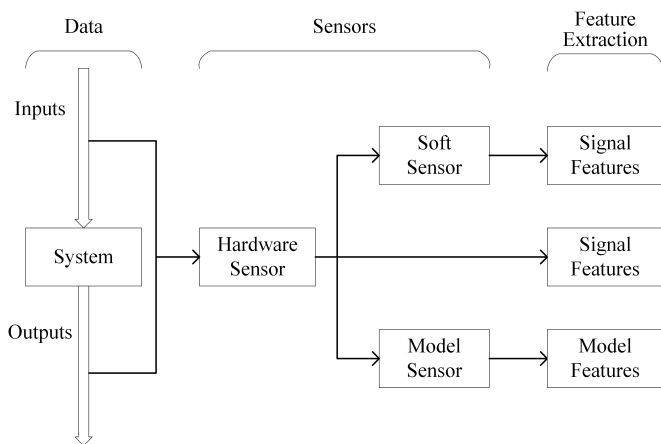 Data
Sensors
Feature
Extraction
Inputs
Soft
Sensor
Signal
Features
System
Hardware
Sensor
Signal
Features
Outputs
Model
Sensor
Model
Features